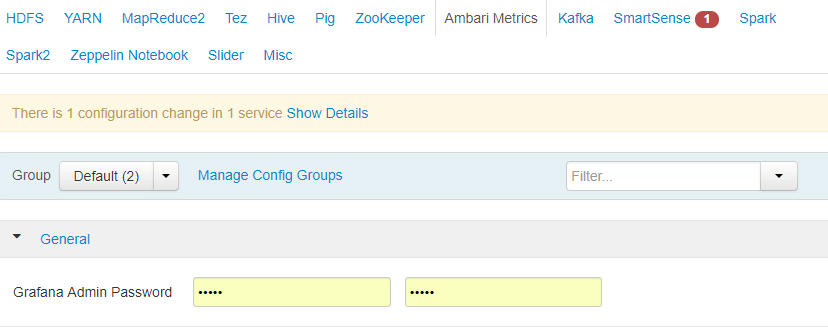 HDFS YARN MapReduce2 Tez Hive Pig ZooKeeper Ambari Metrics Kafka SmartSense 1 Spark
Spark2 Zeppelin Notebook Slider Misc
There is 1 configuration change in 1 service Show Details
Group Default (2) Manage Config Groups Filter...
General
Grafana Admin Password ••••• •••••